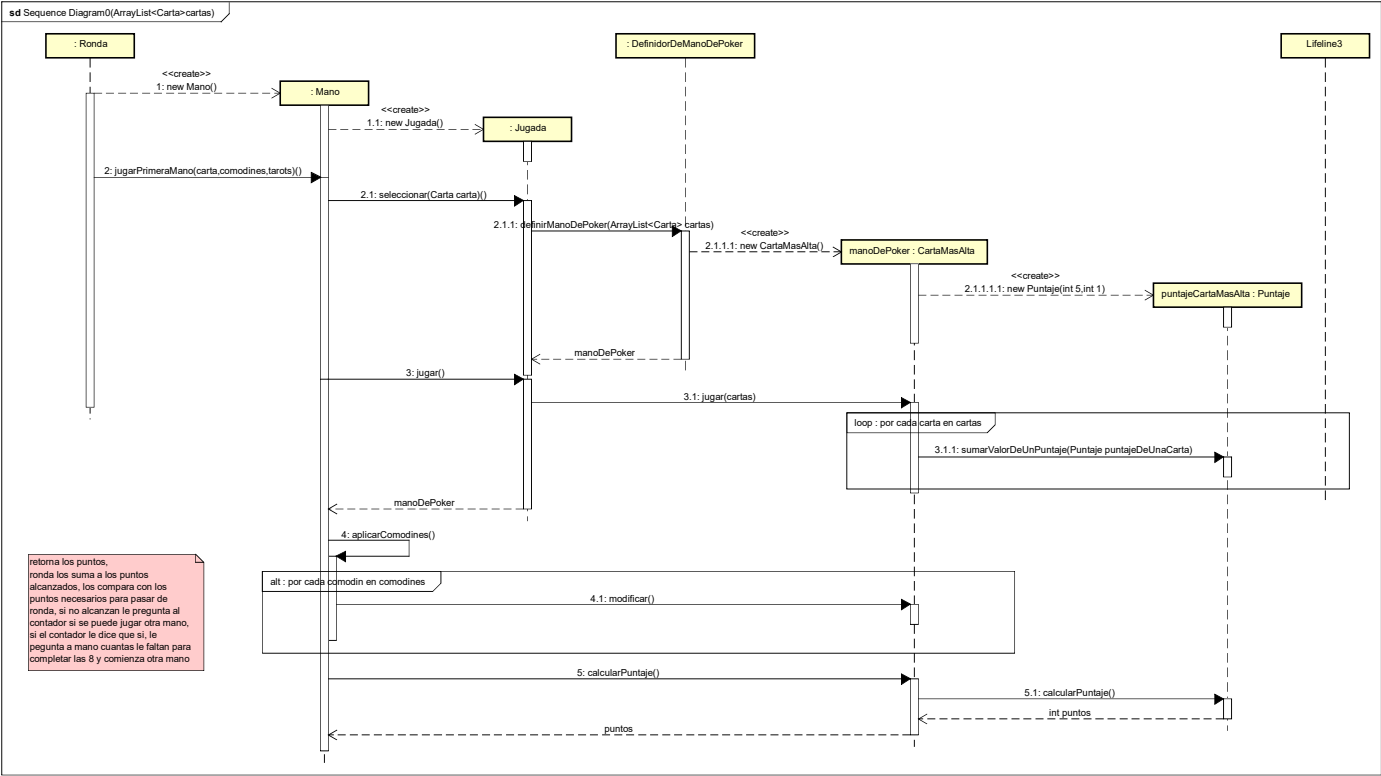 sd Sequence Diagram0(ArrayList<Carta>cartas)
: Ronda
: DefinidorDeManoDePoker
Lifeline3
<<create>>
1: new Mano()
: Mano
<<create>>
1.1: new Jugada()
: Jugada
2: jugarPrimeraMano(carta,comodines,tarots)()
2.1: seleccionar(Carta carta)()
2.1.1: definirManoDePoker(ArrayList<Carta> cartas)
<<create>>
2.1.1.1: new CartaMasAlta()
manoDePoker : CartaMasAlta
<<create>>
2.1.1.1.1: new Puntaje(int 5,int 1)
puntajeCartaMasAlta : Puntaje
manoDePoker
3: jugar()
3.1: jugar(cartas)
loop : por cada carta en cartas
3.1.1: sumarValorDeUnPuntaje(Puntaje puntajeDeUnaCarta)
manoDePoker
4: aplicarComodines()
retorna los puntos,
ronda los suma a los puntos
alcanzados, los compara con los
puntos necesarios para pasar de
ronda, si no alcanzan le pregunta al
contador si se puede jugar otra mano,
si el contador le dice que si, le
pegunta a mano cuantas le faltan para
completar las 8 y comienza otra mano
alt : por cada comodin en comodines
4.1: modificar()
5: calcularPuntaje()
5.1: calcularPuntaje()
int puntos
puntos